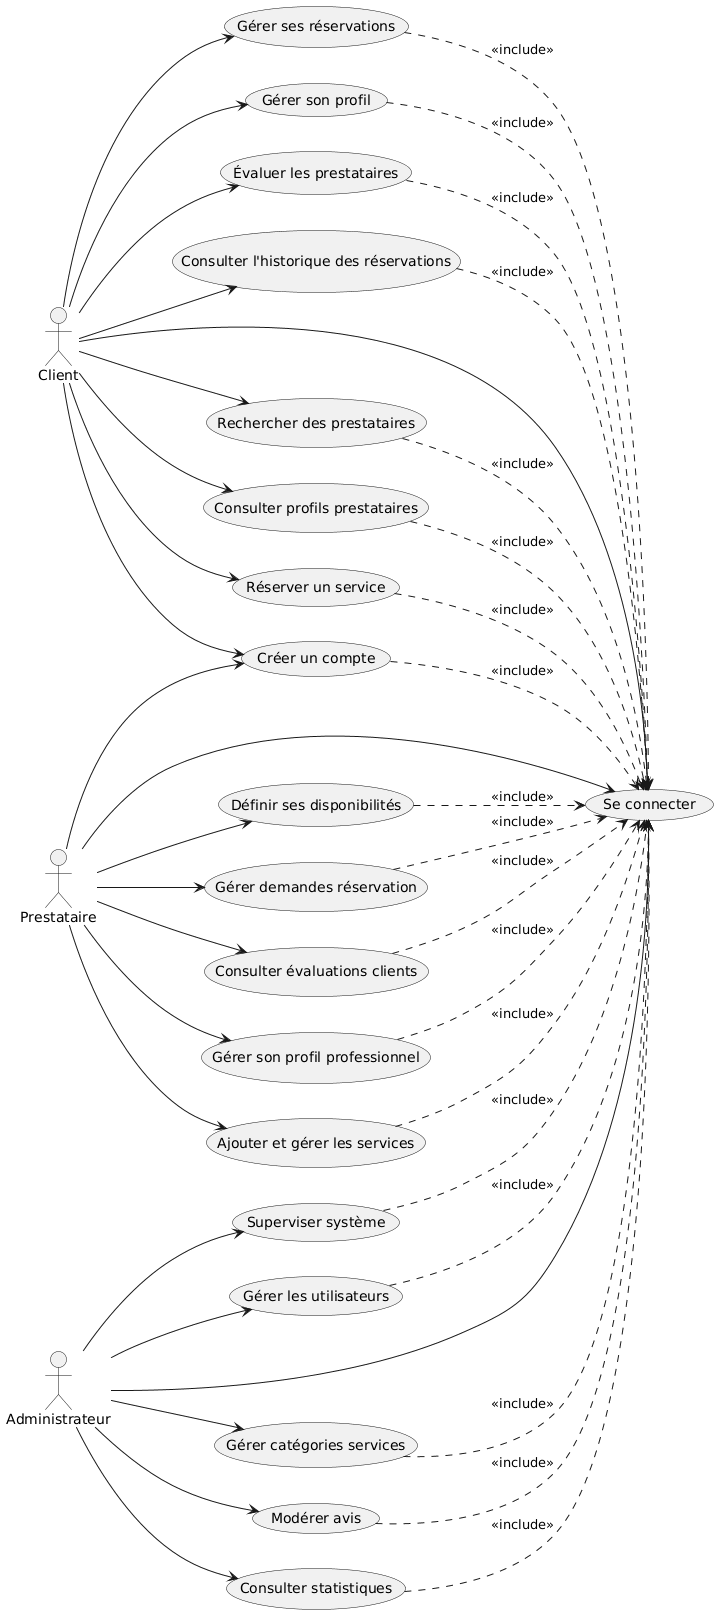 Gérer ses réservations
«include»
Gérer son profil
«include»
Évaluer les prestataires
«include»
Consulter l'historique des réservations
«include»
Client
Rechercher des prestataires
«include»
Consulter profils prestataires
«include»
Réserver un service
«include»
Créer un compte
«include»
Définir ses disponibilités
«include»
Se connecter
«include»
Gérer demandes réservation
«include»
Prestataire
Consulter évaluations clients
«include»
Gérer son profil professionnel
«include»
Ajouter et gérer les services
«include»
Superviser système
«include»
Gérer les utilisateurs
Administrateur
«include»
Gérer catégories services
«include»
Modérer avis
«include»
Consulter statistiques